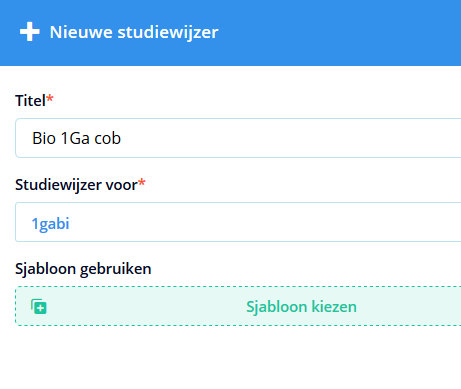 Nieuwe studiewijzer
Titel*
Bio 1Ga cob
Studiewijzer voor*
1gabi
Sjabloon gebruiken
Sjabloon kiezen